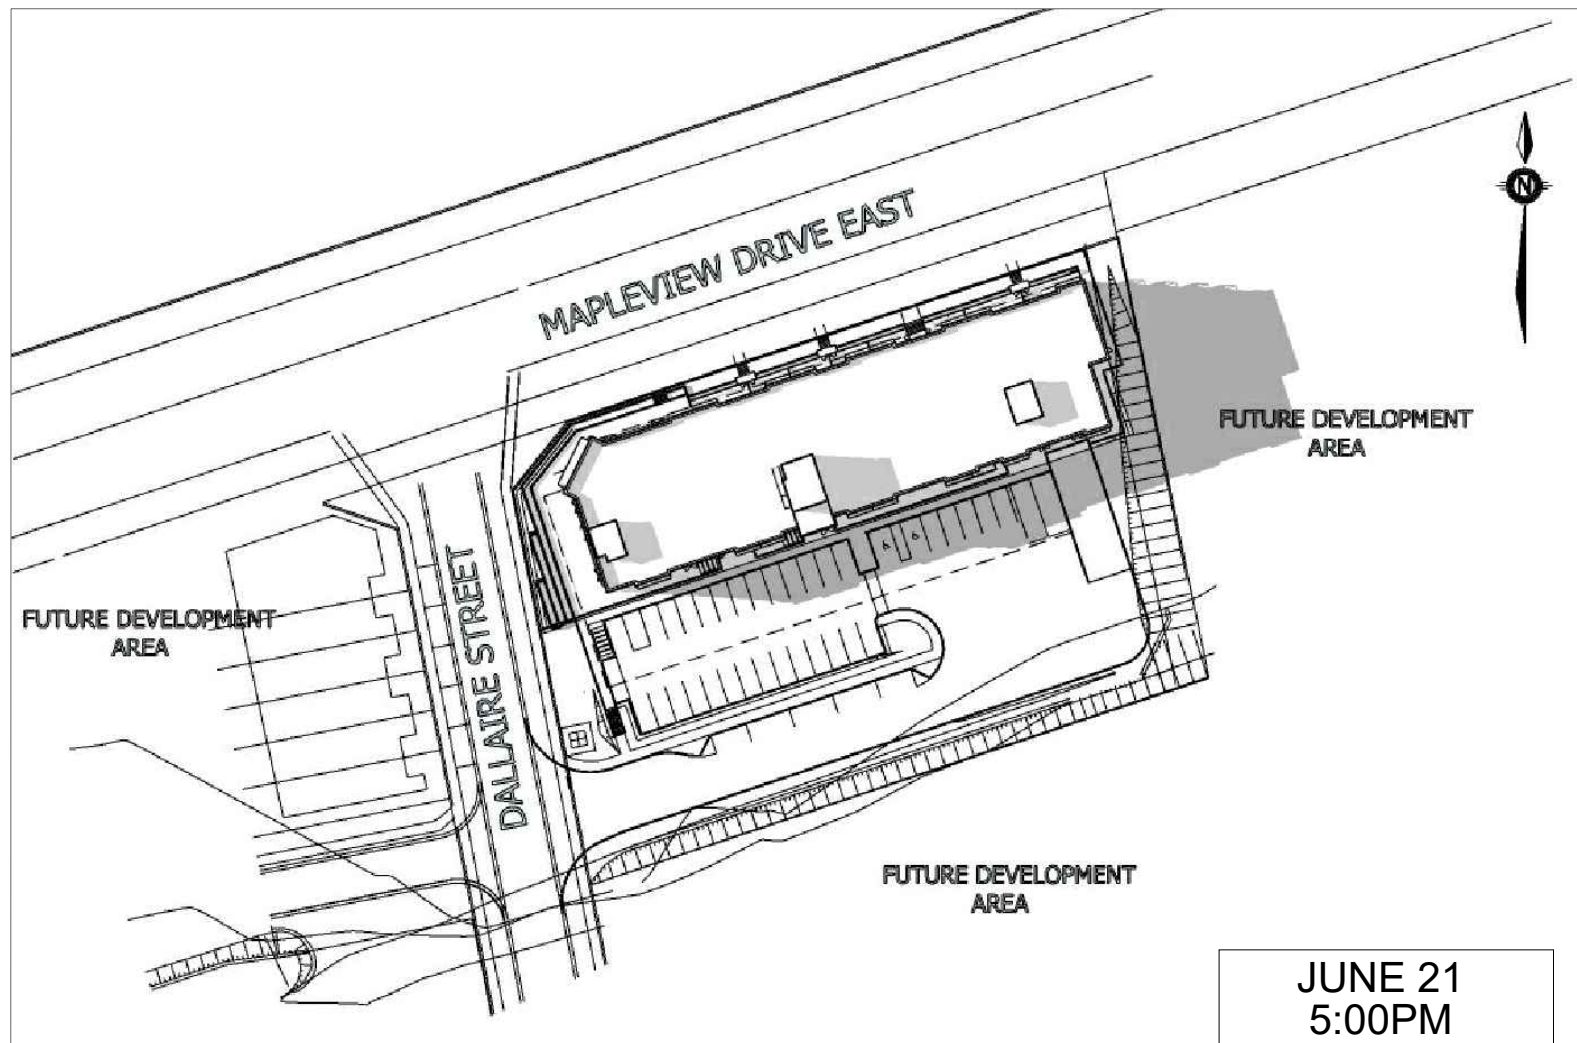 MAPLEVIEW DRIVE EAST
N
FUTURE DEVELOPMENT
AREA
FUTURE DEVELOPMENT
AREA
DALLAIRE STREET
FUTURE DEVELOPMENT
AREA
JUNE 21
5:00PM